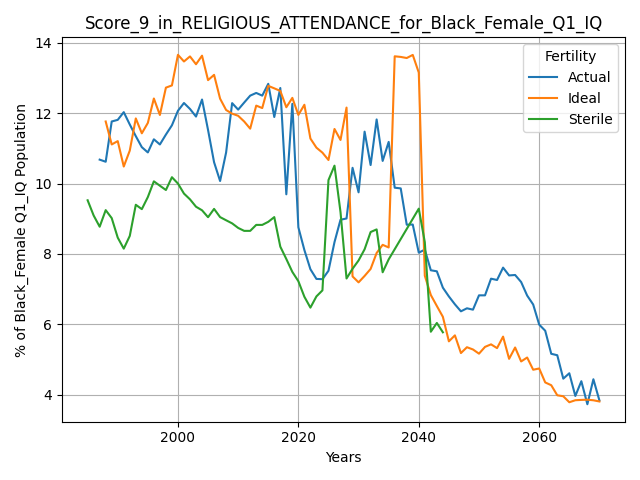 Score_9_in_RELIGIOUS_ATTENDANCE_for_Black_Female_Q1_IQ
% of Black_Female Q1_IQ Population
14
12
10
8
6
4
Fertility
Actual
Ideal
Sterile
2000
2020
2040
2060
Years